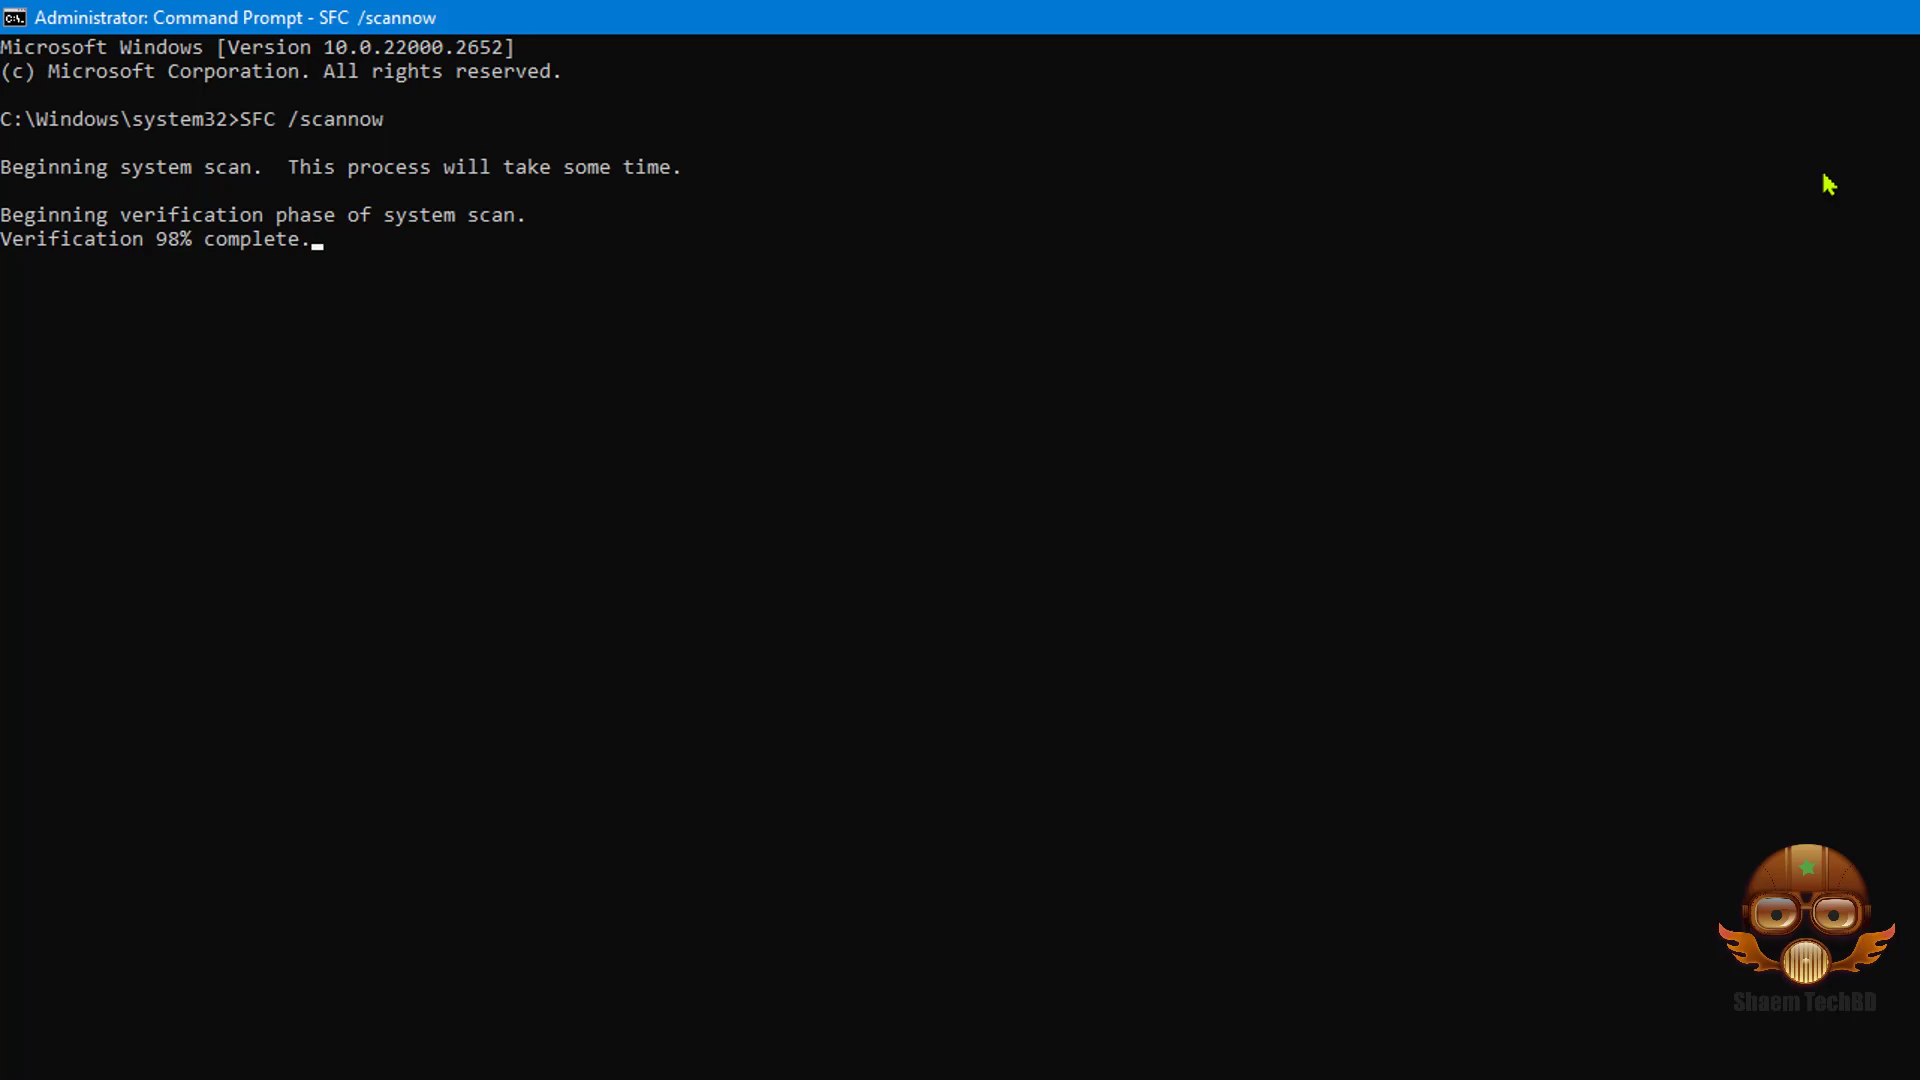 Administrator: Command Prompt - SFC  /scannow
Microsoft Windows [Version 10.0.22000.2652]
(c) Microsoft Corporation. All rights reserved.
C:\Windows\system32>SFC /scannow
Beginning system scan.  This process will take some time.
Beginning verification phase of system scan.
Verification 98% complete.
Shaem TechBD